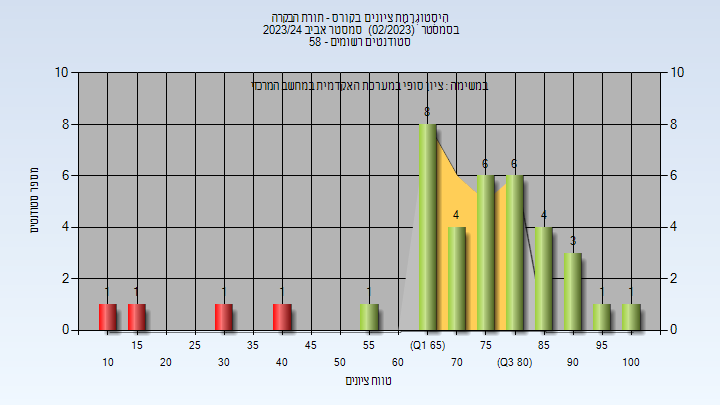 הִיסְטוגְרָמַת ציונים בקורס - תורת הבקרה
בסמסטר (02/2023) סמסטר אביב 2023/24
סטודנטים רשומים - 58
במשימה : ציון סופי במערכת האקדמית במחשב המרכזי
מספר סטודנטים
10 10
8 8
6 6
4 4
2 2
0 0
1 1 1 1 1 8 4 6 6 4 3 1 1
15 25 35 45 55 (Q1 65) 75 85 95
10 20 30 40 50 60 70 (Q3 80) 90 100
טווח ציונים